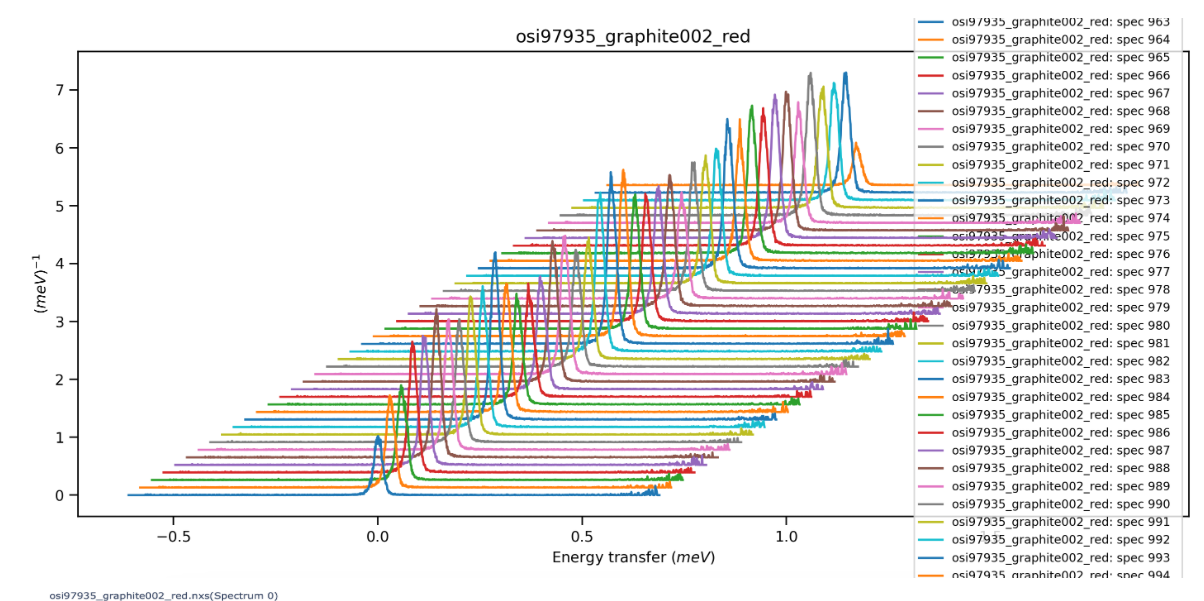 osi97935_graphite002_red
osi97935_graphite002_red: spec 963
osi97935_graphite002_red: spec 964
osi97935_graphite002_red: spec 965
osi97935_graphite002_red: spec 966
osi97935_graphite002_red: spec 967
osi97935_graphite002_red: spec 968
osi97935_graphite002_red: spec 969
osi97935_graphite002_red: spec 970
osi97935_graphite002_red: spec 971
osi97935_graphite002_red: spec 972
osi97935_graphite002_red: spec 973
osi97935_graphite002_red: spec 974
osi97935_graphite002_red: spec 975
osi97935_graphite002_red: spec 976
osi97935_graphite002_red: spec 977
osi97935_graphite002_red: spec 978
osi97935_graphite002_red: spec 979
osi97935_graphite002_red: spec 980
osi97935_graphite002_red: spec 981
osi97935_graphite002_red: spec 982
osi97935_graphite002_red: spec 983
osi97935_graphite002_red: spec 984
osi97935_graphite002_red: spec 985
osi97935_graphite002_red: spec 986
osi97935_graphite002_red: spec 987
osi97935_graphite002_red: spec 988
osi97935_graphite002_red: spec 989
osi97935_graphite002_red: spec 990
osi97935_graphite002_red: spec 991
osi97935_graphite002_red: spec 992
osi97935_graphite002_red: spec 993
osi97935_graphite002_red: spec 994
(meV)⁻¹
7
6
5
4
3
2
1
0
−0.5 0.0 0.5 1.0
Energy transfer (meV)
osi97935_graphite002_red.nxs(Spectrum 0)